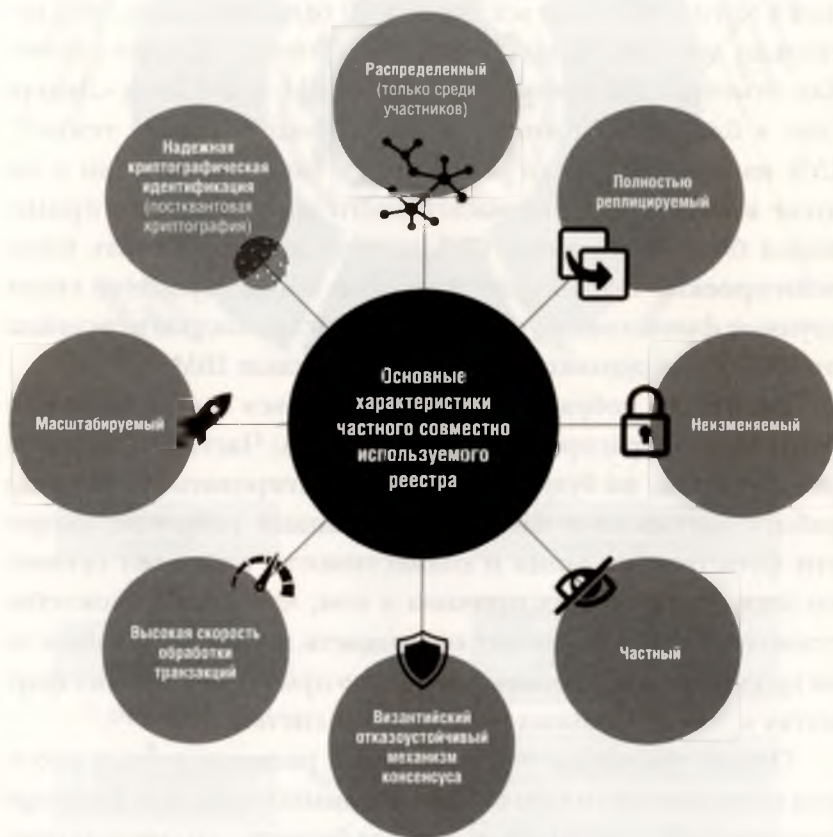 Распределенный
(только среди
участников)
Надежная
криптографическая
идентификация
(постквантовая
криптография)
Полностью
реплицируемый
Основные
характеристики
частного совместно
используемого
реестра
Масштабируемый
Неизменяемый
Высокая скорость
обработки
транзакций
Частный
Византийский
отказоустойчивый
механизм
консенсуса